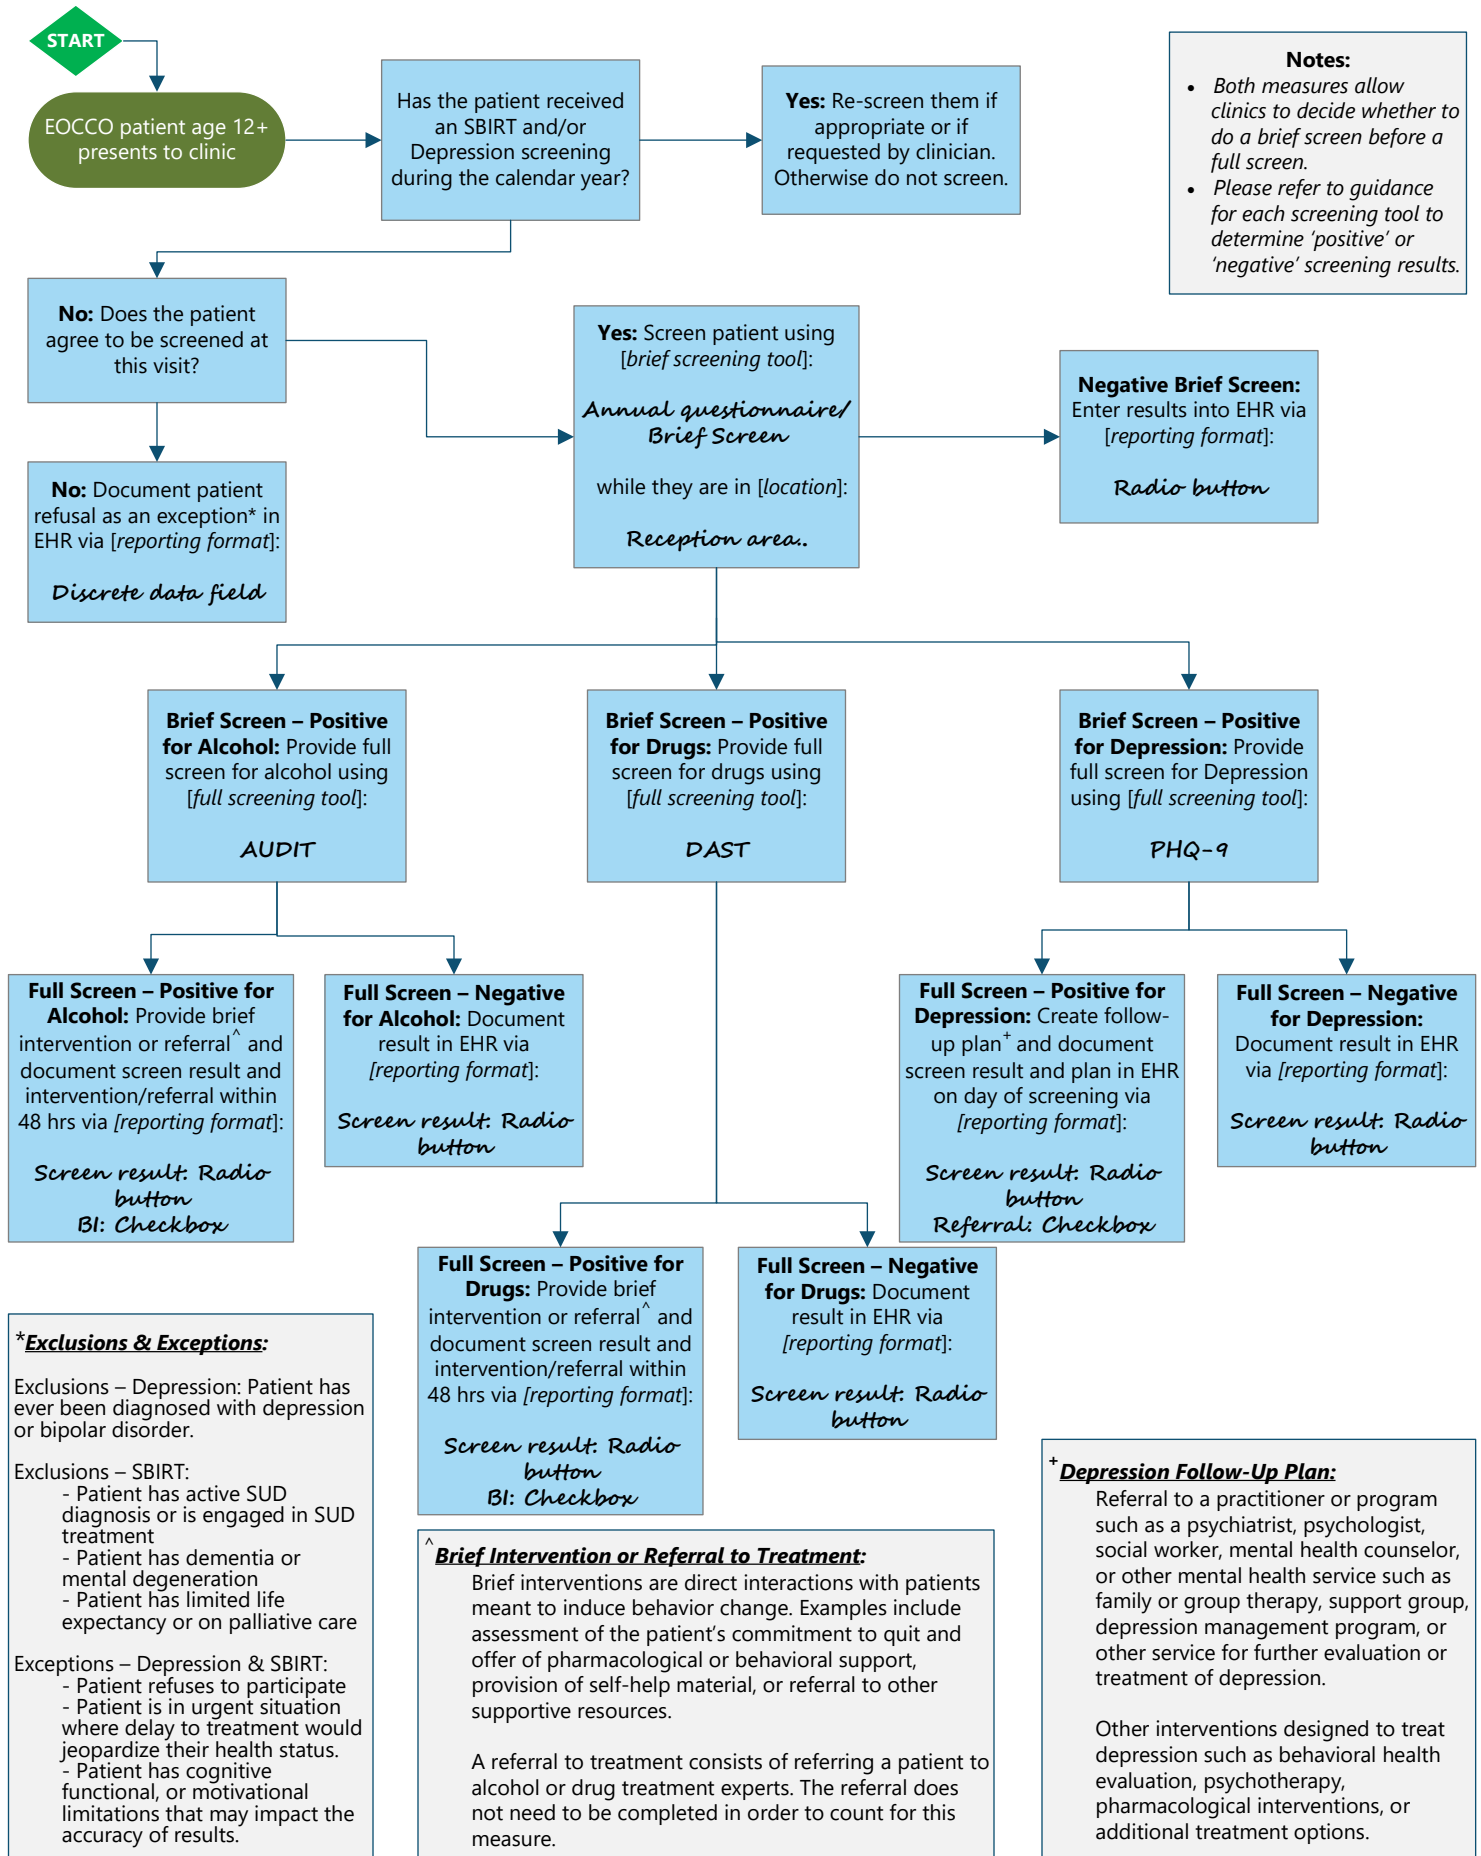 START
EOCCO patient age 12+
presents to clinic
Has the patient received
an SBIRT and/or
Depression screening
during the calendar year?
Yes: Re-screen them if
appropriate or if
requested by clinician.
Otherwise do not screen.
Notes:
• Both measures allow
clinics to decide whether to
do a brief screen before a
full screen.
• Please refer to guidance
for each screening tool to
determine ‘positive’ or
‘negative’ screening results.
No: Does the patient
agree to be screened at
this visit?
Yes: Screen patient using
[brief screening tool]:
Annual questionnaire/
Brief Screen
while they are in [location]:
Reception area..
Negative Brief Screen:
Enter results into EHR via
[reporting format]:
Radio button
No: Document patient
refusal as an exception* in
EHR via [reporting format]:
Discrete data field
Brief Screen – Positive
for Alcohol: Provide full
screen for alcohol using
[full screening tool]:
AUDIT
Brief Screen – Positive
for Drugs: Provide full
screen for drugs using
[full screening tool]:
DAST
Brief Screen – Positive
for Depression: Provide
full screen for Depression
using [full screening tool]:
PHQ-9
Full Screen – Positive for
Alcohol: Provide brief
intervention or referral^ and
document screen result and
intervention/referral within
48 hrs via [reporting format]:
Screen result: Radio
button
BI: Checkbox
Full Screen – Negative
for Alcohol: Document
result in EHR via
[reporting format]:
Screen result: Radio
button
Full Screen – Positive for
Depression: Create follow-
up plan+ and document
screen result and plan in EHR
on day of screening via
[reporting format]:
Screen result: Radio
button
Referral: Checkbox
Full Screen – Negative
for Depression:
Document result in EHR
via [reporting format]:
Screen result: Radio
button
Full Screen – Positive for
Drugs: Provide brief
intervention or referral^ and
document screen result and
intervention/referral within
48 hrs via [reporting format]:
Screen result: Radio
button
BI: Checkbox
Full Screen – Negative
for Drugs: Document
result in EHR via
[reporting format]:
Screen result: Radio
button
*Exclusions & Exceptions:
Exclusions – Depression: Patient has
ever been diagnosed with depression
or bipolar disorder.
Exclusions – SBIRT:
- Patient has active SUD
diagnosis or is engaged in SUD
treatment
- Patient has dementia or
mental degeneration
- Patient has limited life
expectancy or on palliative care
Exceptions – Depression & SBIRT:
- Patient refuses to participate
- Patient is in urgent situation
where delay to treatment would
jeopardize their health status.
- Patient has cognitive
functional, or motivational
limitations that may impact the
accuracy of results.
^Brief Intervention or Referral to Treatment:
Brief interventions are direct interactions with patients
meant to induce behavior change. Examples include
assessment of the patient’s commitment to quit and
offer of pharmacological or behavioral support,
provision of self-help material, or referral to other
supportive resources.
A referral to treatment consists of referring a patient to
alcohol or drug treatment experts. The referral does
not need to be completed in order to count for this
measure.
+Depression Follow-Up Plan:
Referral to a practitioner or program
such as a psychiatrist, psychologist,
social worker, mental health counselor,
or other mental health service such as
family or group therapy, support group,
depression management program, or
other service for further evaluation or
treatment of depression.
Other interventions designed to treat
depression such as behavioral health
evaluation, psychotherapy,
pharmacological interventions, or
additional treatment options.